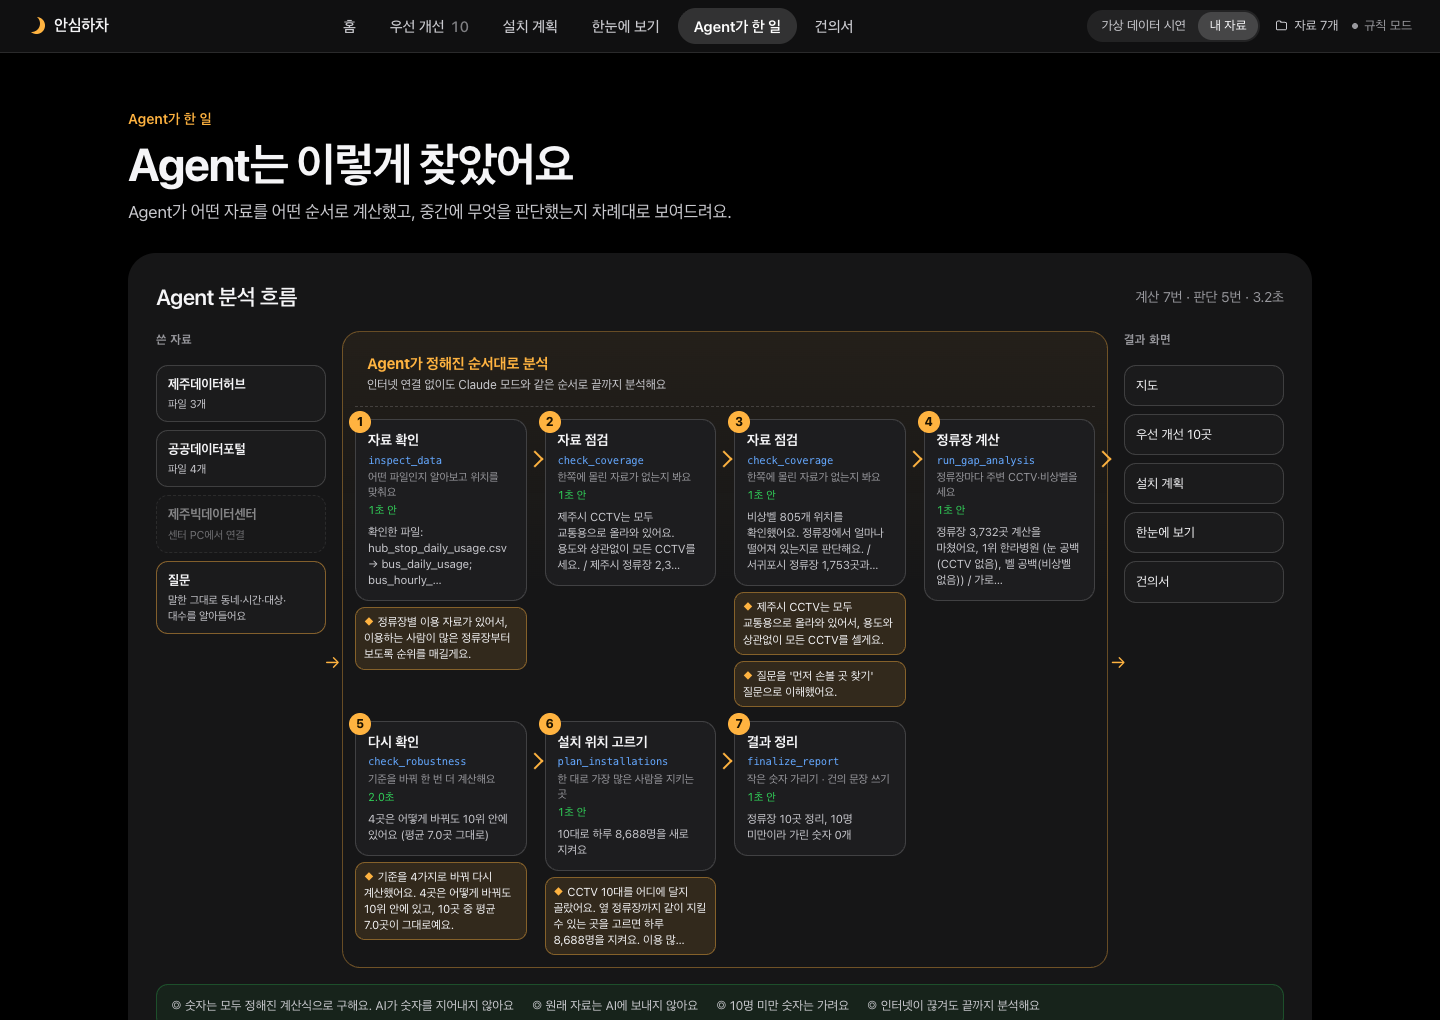 안심하차
홈
우선 개선 10
설치 계획
한눈에 보기
Agent가 한 일
건의서
가상 데이터 시연
내 자료
자료 7개
규칙 모드
Agent가 한 일
Agent는 이렇게 찾았어요
Agent가 어떤 자료를 어떤 순서로 계산했고, 중간에 무엇을 판단했는지 차례대로 보여드려요.
Agent 분석 흐름
계산 7번 · 판단 5번 · 3.2초
쓴 자료
제주데이터허브
파일 3개
공공데이터포털
파일 4개
제주빅데이터센터
센터 PC에서 연결
질문
말한 그대로 동네·시간·대상·
대수를 알아들어요
Agent가 정해진 순서대로 분석
인터넷 연결 없이도 Claude 모드와 같은 순서로 끝까지 분석해요
1
자료 확인
inspect_data
어떤 파일인지 알아보고 위치를
맞춰요
1초 안
확인한 파일:
hub_stop_daily_usage.csv
→ bus_daily_usage;
bus_hourly_...
◆ 정류장별 이용 자료가 있어서,
이용하는 사람이 많은 정류장부터
보도록 순위를 매길게요.
2
자료 점검
check_coverage
한쪽에 몰린 자료가 없는지 봐요
1초 안
제주시 CCTV는 모두
교통용으로 올라와 있어요.
용도와 상관없이 모든 CCTV를
세요. / 제주시 정류장 2,3...
3
자료 점검
check_coverage
한쪽에 몰린 자료가 없는지 봐요
1초 안
비상벨 805개 위치를
확인했어요. 정류장에서 얼마나
떨어져 있는지로 판단해요. /
서귀포시 정류장 1,753곳과...
◆ 제주시 CCTV는 모두
교통용으로 올라와 있어서, 용도와
상관없이 모든 CCTV를 셀게요.
◆ 질문을 '먼저 손볼 곳 찾기'
질문으로 이해했어요.
4
정류장 계산
run_gap_analysis
정류장마다 주변 CCTV·비상벨을
세요
1초 안
정류장 3,732곳 계산을
마쳤어요, 1위 한라병원 (눈 공백
(CCTV 없음), 벨 공백(비상벨
없음)) / 가로...
5
다시 확인
check_robustness
기준을 바꿔 한 번 더 계산해요
2.0초
4곳은 어떻게 바꿔도 10위 안에
있어요 (평균 7.0곳 그대로)
◆ 기준을 4가지로 바꿔 다시
계산했어요. 4곳은 어떻게 바꿔도
10위 안에 있고, 10곳 중 평균
7.0곳이 그대로예요.
6
설치 위치 고르기
plan_installations
한 대로 가장 많은 사람을 지키는
곳
1초 안
10대로 하루 8,688명을 새로
지켜요
◆ CCTV 10대를 어디에 달지
골랐어요. 옆 정류장까지 같이 지킬
수 있는 곳을 고르면 하루
8,688명을 지켜요. 이용 많...
7
결과 정리
finalize_report
작은 숫자 가리기 · 건의 문장 쓰기
1초 안
정류장 10곳 정리, 10명
미만이라 가린 숫자 0개
결과 화면
지도
우선 개선 10곳
설치 계획
한눈에 보기
건의서
◎ 숫자는 모두 정해진 계산식으로 구해요. AI가 숫자를 지어내지 않아요
◎ 원래 자료는 AI에 보내지 않아요
◎ 10명 미만 숫자는 가려요
◎ 인터넷이 끊겨도 끝까지 분석해요